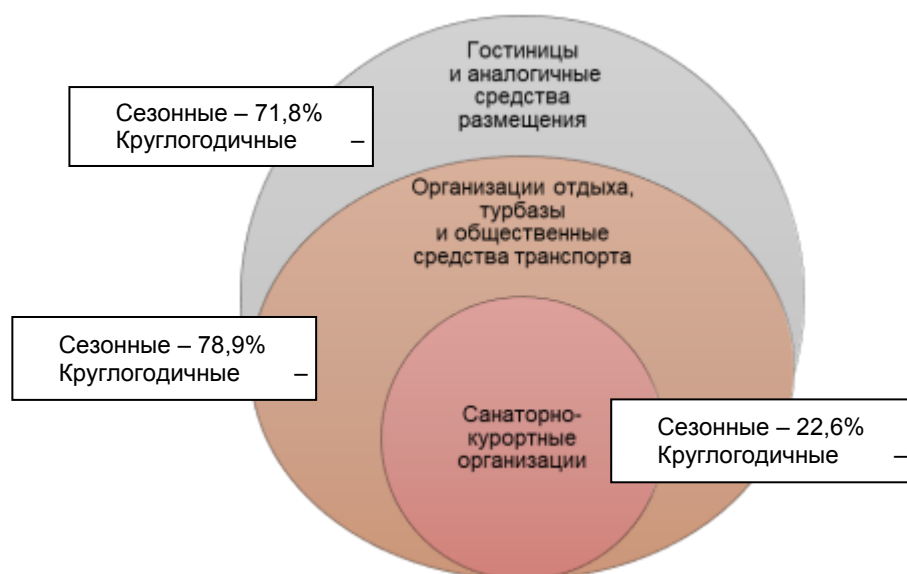 Гостиницы
и аналогичные
средства
размещения
Сезонные – 71,8%
Круглогодичные –
Организации отдыха,
турбазы
и общественные
средства транспорта
Сезонные – 78,9%
Круглогодичные –
Санаторно-
курортные
организации
Сезонные – 22,6%
Круглогодичные –